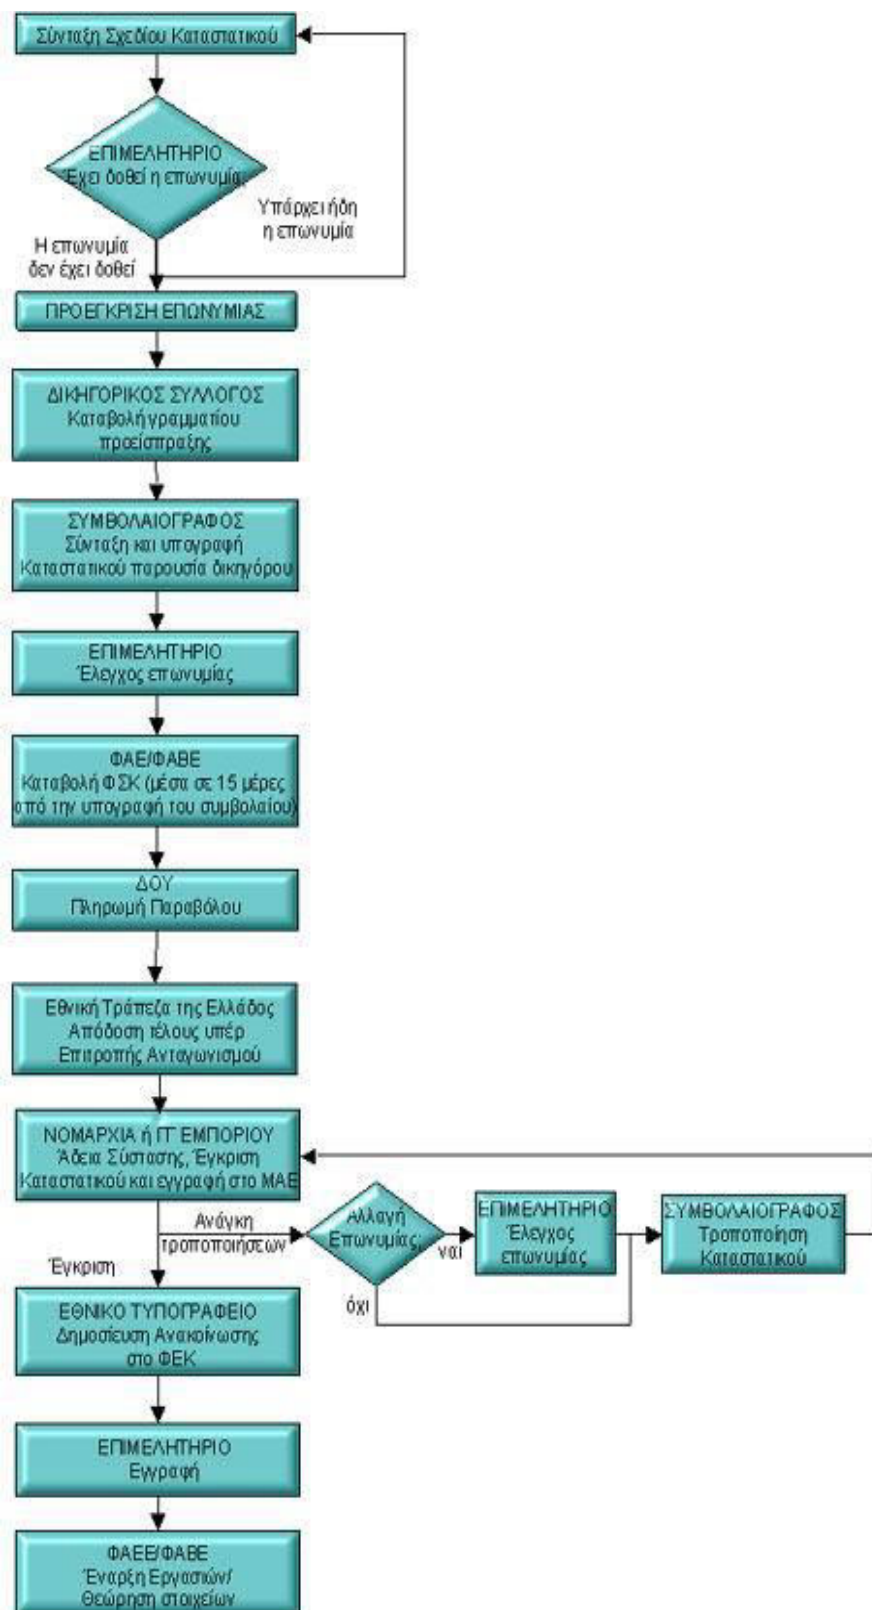 Σύνταξη Σχεδίου Καταστατικού
ΕΠΙΜΕΛΗΤΗΡΙΟ
Έχει δοθεί η επωνυμία;
Υπάρχει ήδη
η επωνυμία
Η επωνυμία
δεν έχει δοθεί
ΠΡΟΕΓΚΡΙΣΗ ΕΠΩΝΥΜΙΑΣ
ΔΙΚΗΓΟΡΙΚΟΣ ΣΥΛΛΟΓΟΣ
Καταβολή γραμματίου
προείσπραξης
ΣΥΜΒΟΛΑΙΟΓΡΑΦΟΣ
Σύνταξη και υπογραφή
Καταστατικού παρουσία δικηγόρου
ΕΠΙΜΕΛΗΤΗΡΙΟ
Έλεγχος επωνυμίας
ΦΑΕ/ΦΑΒΕ
Καταβολή ΦΣΚ (μέσα σε 15 μέρες
από την υπογραφή του συμβολαίου)
ΔΟΥ
Πληρωμή Παραβόλου
Εθνική Τράπεζα της Ελλάδος
Απόδοση τέλους υπέρ
Επιτροπής Ανταγωνισμού
ΝΟΜΑΡΧΙΑ ή ΓΓ ΕΜΠΟΡΙΟΥ
Άδεια Σύστασης, Έγκριση
Καταστατικού και εγγραφή στο ΜΑΕ
Ανάγκη
τροποποιήσεων
Αλλαγή
Επωνυμίας;
ναι
όχι
ΕΠΙΜΕΛΗΤΗΡΙΟ
Έλεγχος
επωνυμίας
ΣΥΜΒΟΛΑΙΟΓΡΑΦΟΣ
Τροποποίηση
Καταστατικού
Έγκριση
ΕΘΝΙΚΟ ΤΥΠΟΓΡΑΦΕΙΟ
Δημοσίευση Ανακοίνωσης
στο ΦΕΚ
ΕΠΙΜΕΛΗΤΗΡΙΟ
Εγγραφή
ΦΑΕΕ/ΦΑΒΕ
Έναρξη Εργασιών/
Θεώρηση στοιχείων